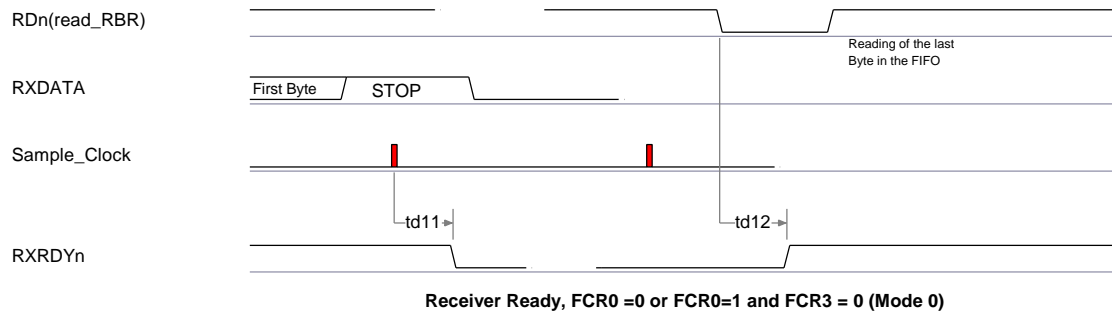 RDn(read_RBR)
Reading of the last
Byte in the FIFO
RXDATA
First Byte
STOP
Sample_Clock
td11
td12
RXRDYn
Receiver Ready, FCR0 =0 or FCR0=1 and FCR3 = 0 (Mode 0)